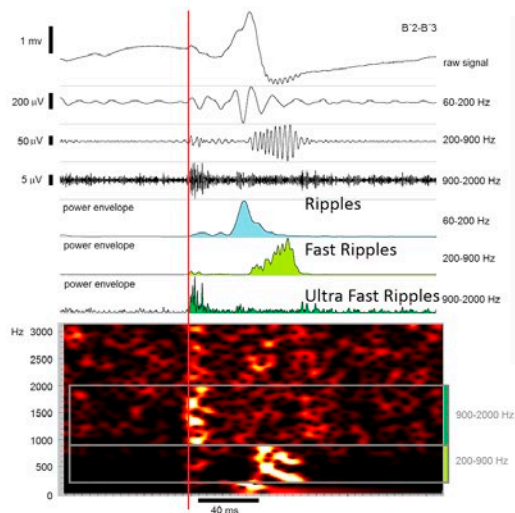 B¨2-B¨3
1 mv
raw signal
200 µV
60-200 Hz
50 µV
200-900 Hz
5 µV
900-2000 Hz
power envelope
Ripples
60-200 Hz
power envelope
Fast Ripples
200-900 Hz
power envelope
Ultra Fast Ripples
900-2000 Hz
Hz
3000
2500
2000
1500
1000
500
0
900-2000 Hz
200-900 Hz
40 ms